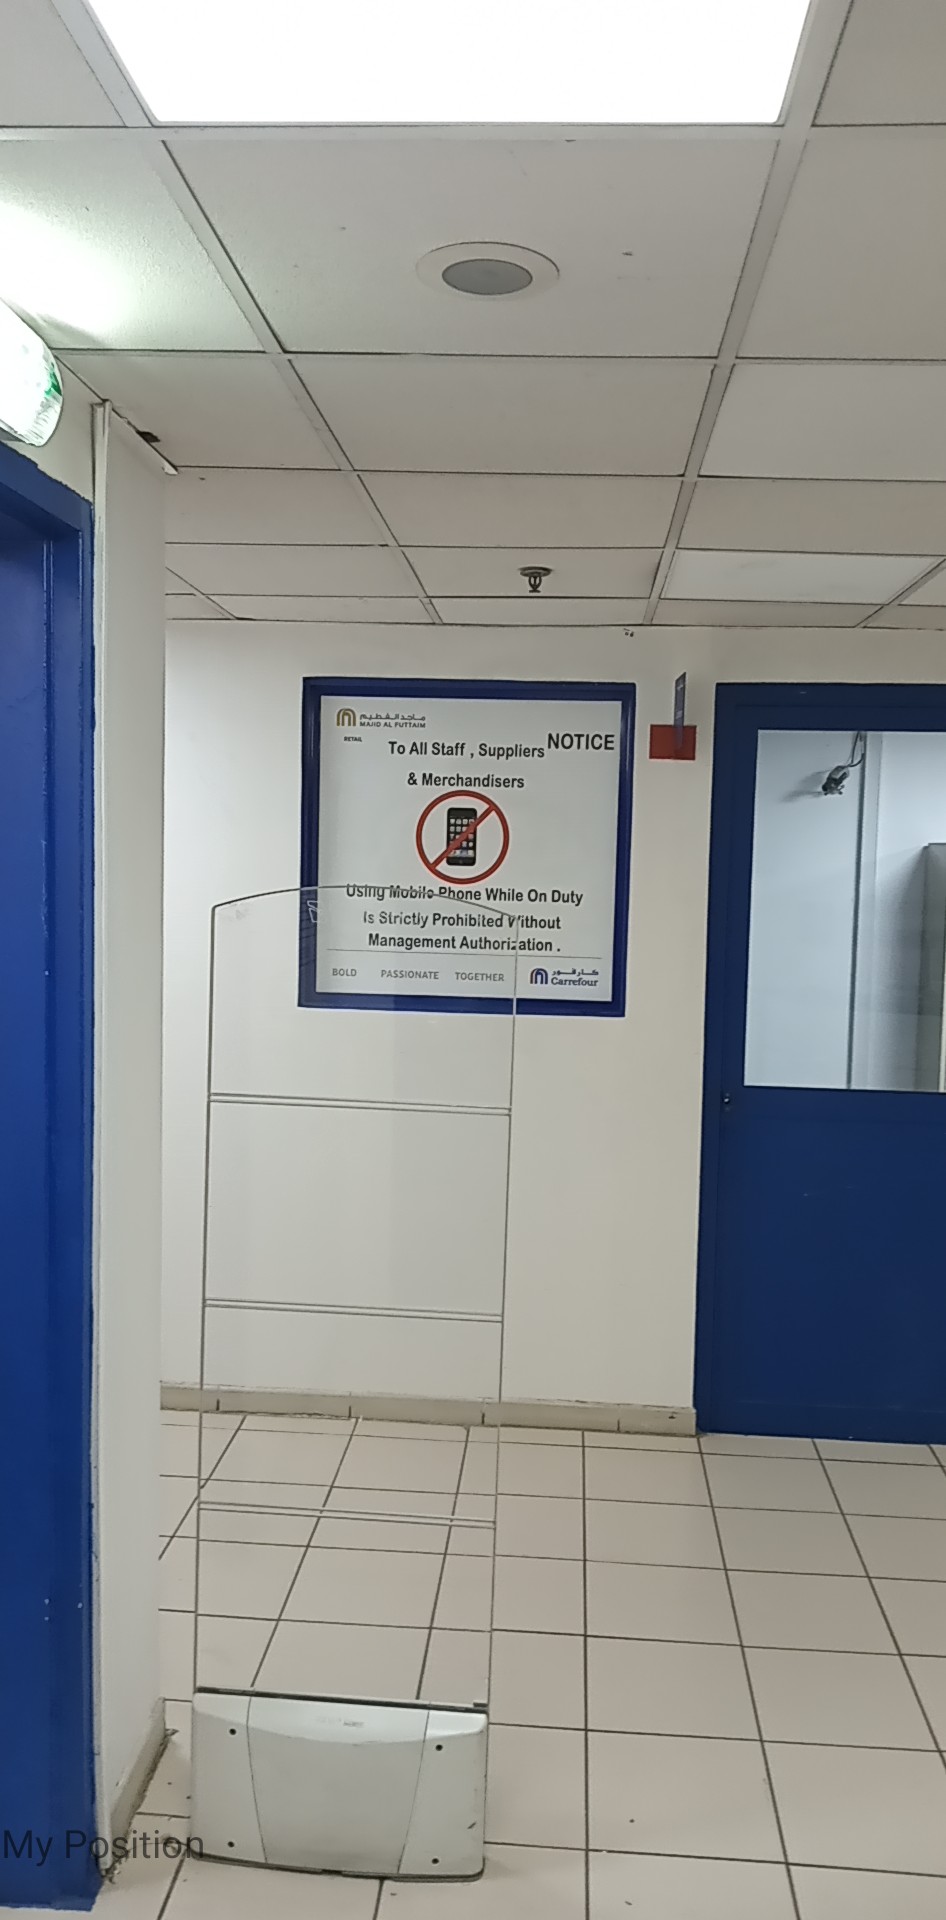 ماجد الفطيم
MAJID AL FUTTAIM
RETAIL
NOTICE
To All Staff , Suppliers
& Merchandisers
Using Mobile Phone While On Duty
Is Strictly Prohibited Without
Management Authorization .
BOLD PASSIONATE TOGETHER
كارفور
Carrefour
My Position